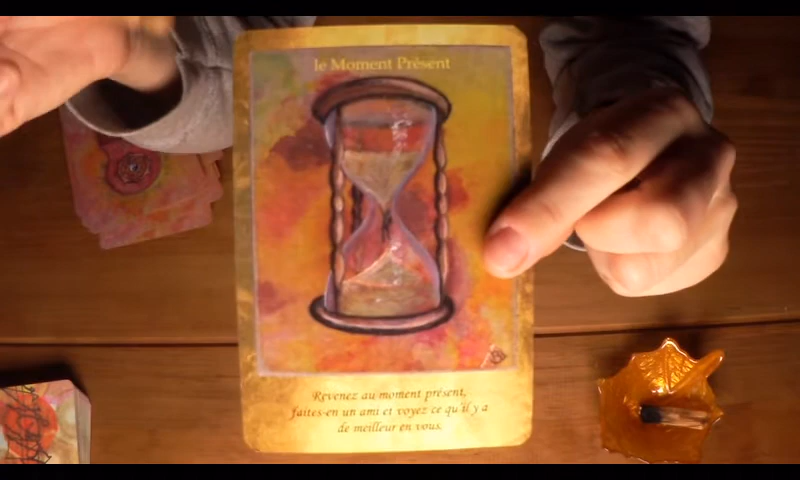 le Moment Présent
Revenez au moment présent,
faites-en un ami et voyez ce qu'il y a
de meilleur en vous.